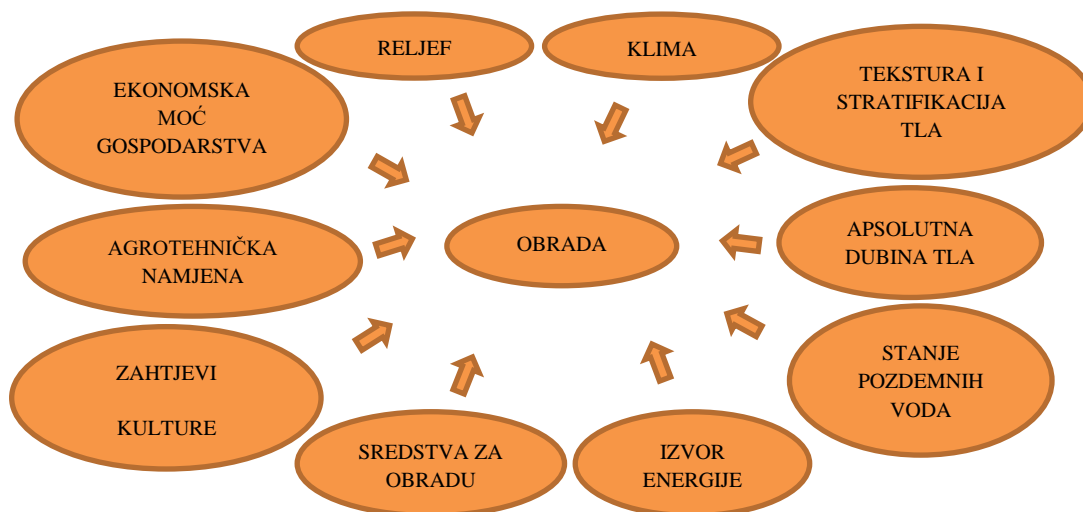 RELJEF
KLIMA
EKONOMSKA
MOĆ
GOSPODARSTVA
TEKSTURA I
STRATIFIKACIJA
TLA
AGROTEHNIČKA
NAMJENA
OBRADA
APSOLUTNA
DUBINA TLA
ZAHTJEVI
KULTURE
STANJE
POZDEMNIH
VODA
SREDSTVA ZA
OBRADU
IZVOR
ENERGIJE